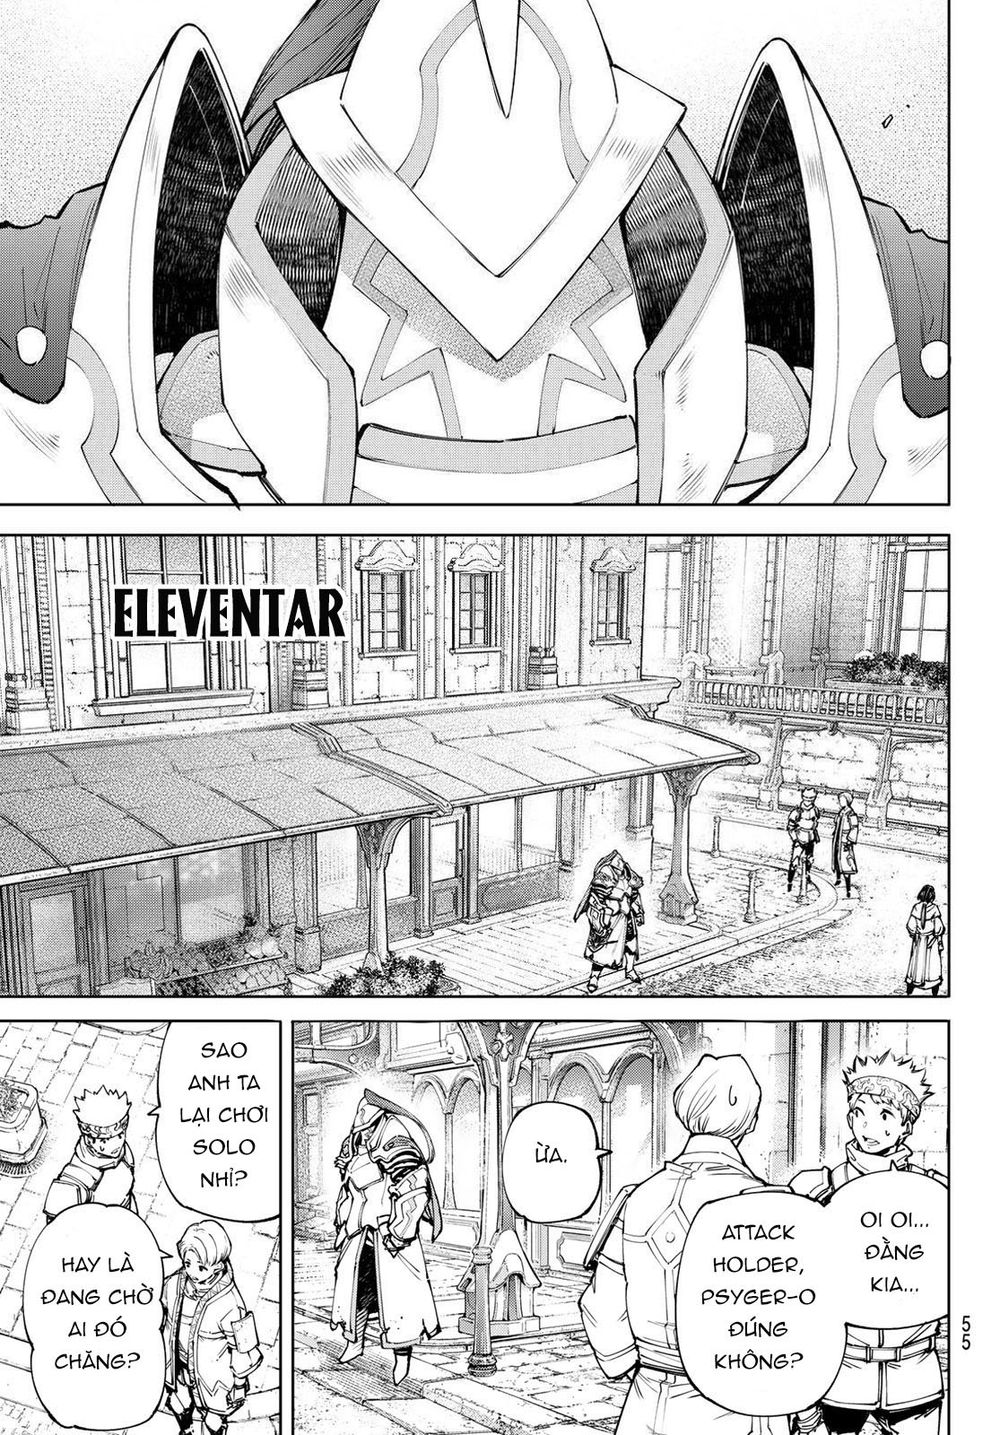 ELEVENTAR
OI OI...
ĐẰNG
KIA...
ATTACK
HOLDER,
PSYGER-O
ĐÚNG
KHÔNG?
ỪA.
SAO
ANH TA
LẠI CHƠI
SOLO
NHỈ?
HAY LÀ
ĐANG CHỜ
AI ĐÓ
CHĂNG?
55